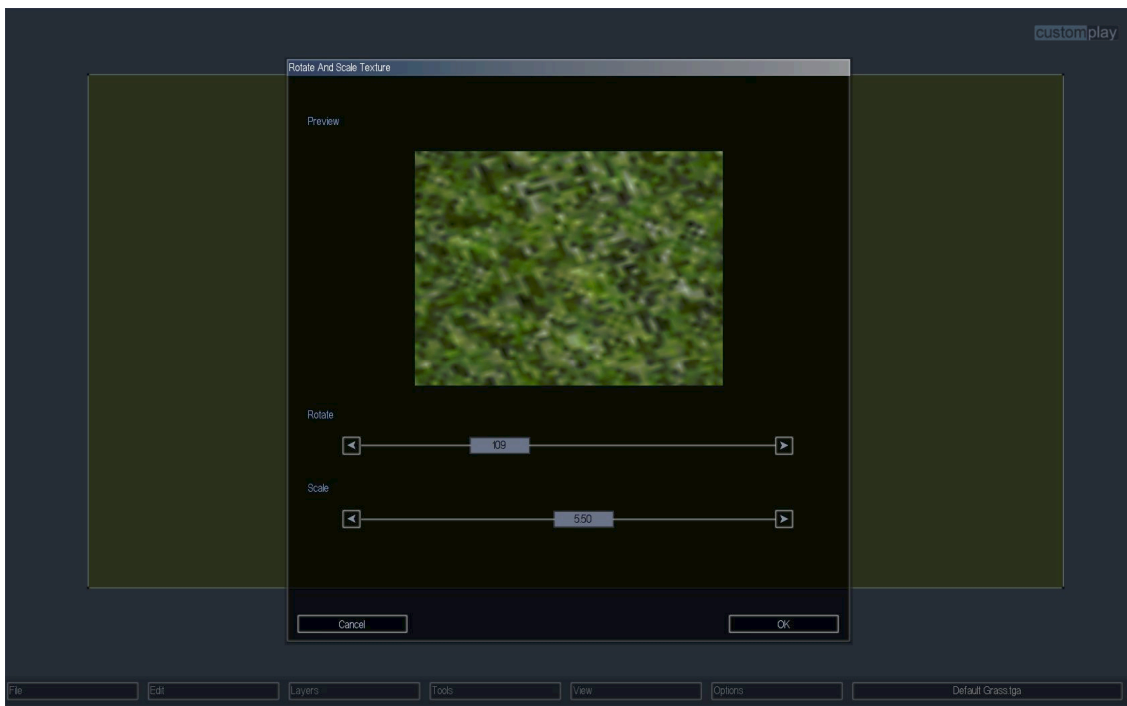 customplay
Rotate And Scale Texture
Preview
Rotate
109
Scale
5.50
Cancel
OK
File
Edit
Layers
Tools
View
Options
Default Grass.tga